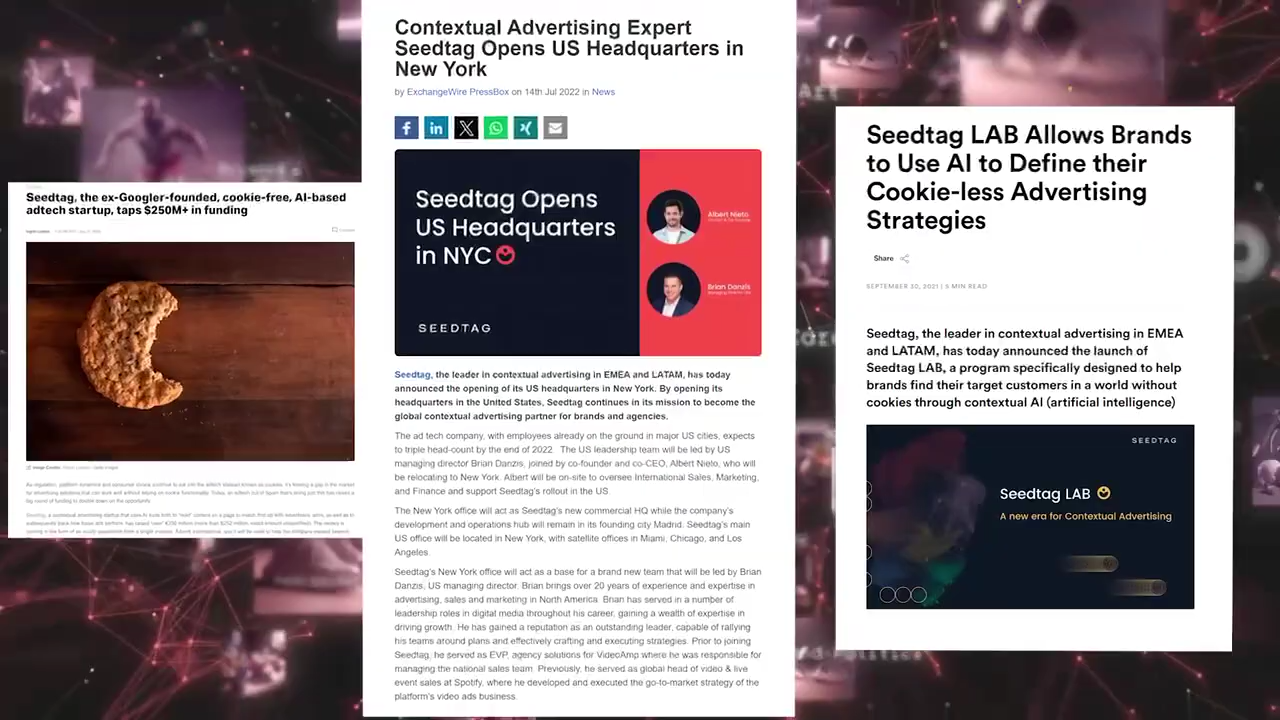 Seedtag, the ex-Googler-founded, cookie-free, AI-based
adtech startup, taps $250M+ in funding
Contextual Advertising Expert
Seedtag Opens US Headquarters in
New York
by ExchangeWire PressBox on 14th Jul 2022 in News
Seedtag Opens
US Headquarters
in NYC
SEEDTAG
Albert Nieto
Brian Danzis
Seedtag, the leader in contextual advertising in EMEA and LATAM, has today
announced the opening of its US headquarters in New York. By opening its
headquarters in the United States, Seedtag continues in its mission to become the
global contextual advertising partner for brands and agencies.
The ad tech company, with employees already on the ground in major US cities, expects
to triple head-count by the end of 2022. The US leadership team will be led by US
managing director Brian Danzis, joined by co-founder and co-CEO, Albert Nieto, who will
be relocating to New York. Albert will be on-site to oversee International Sales, Marketing,
and Finance and support Seedtag's rollout in the US.
The New York office will act as Seedtag's new commercial HQ while the company's
development and operations hub will remain in its founding city Madrid. Seedtag's main
US office will be located in New York, with satellite offices in Miami, Chicago, and Los
Angeles.
Seedtag's New York office will act as a base for a brand new team that will be led by Brian
Danzis, US managing director. Brian brings over 20 years of experience and expertise in
advertising, sales and marketing in North America. Brian has served in a number of
leadership roles in digital media throughout his career, gaining a wealth of expertise in
driving growth. He has gained a reputation as an outstanding leader, capable of rallying
his teams around plans and effectively crafting and executing strategies. Prior to joining
Seedtag, he served as EVP, agency solutions for VideoAmp where he was responsible for
managing the national sales team. Previously, he served as global head of video & live
event sales at Spotify, where he developed and executed the go-to-market strategy of the
platform's video ads business.
Seedtag LAB Allows Brands
to Use AI to Define their
Cookie-less Advertising
Strategies
Share
SEPTEMBER 30, 2021 | 5 MIN READ
Seedtag, the leader in contextual advertising in EMEA
and LATAM, has today announced the launch of
Seedtag LAB, a program specifically designed to help
brands find their target customers in a world without
cookies through contextual AI (artificial intelligence)
SEEDTAG
Seedtag LAB
A new era for Contextual Advertising